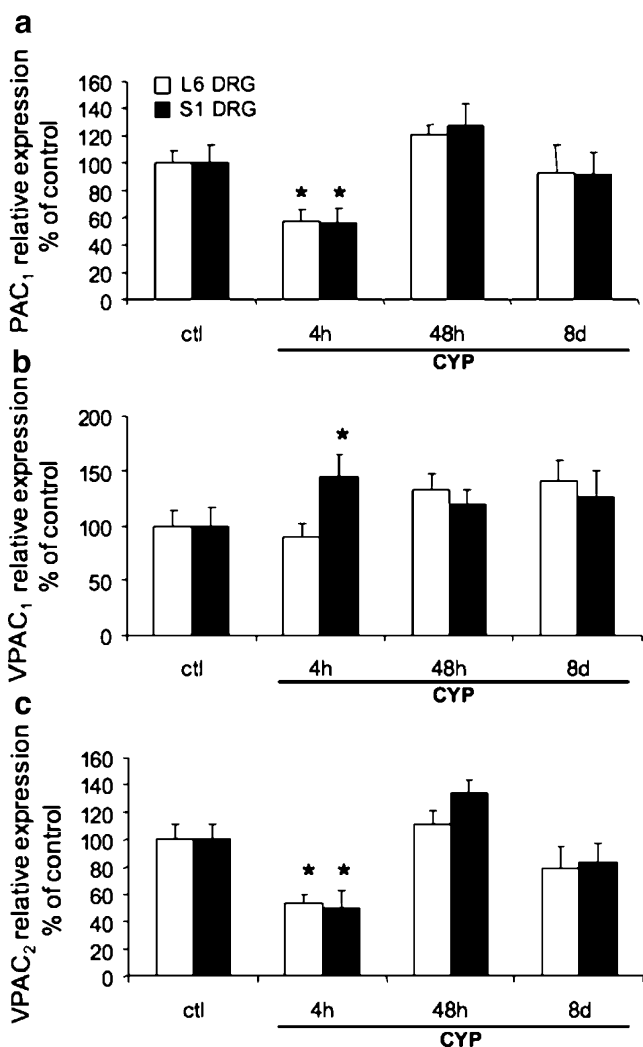 a
PAC₁ relative expression
% of control
160
140
120
100
80
60
40
20
0
L6 DRG
S1 DRG
★ ★
ctl 4h 48h 8d
CYP
b
VPAC₁ relative expression
% of control
200
150
100
50
0
★
ctl 4h 48h 8d
CYP
c
VPAC₂ relative expression
% of control
160
140
120
100
80
60
40
20
0
★ ★
ctl 4h 48h 8d
CYP